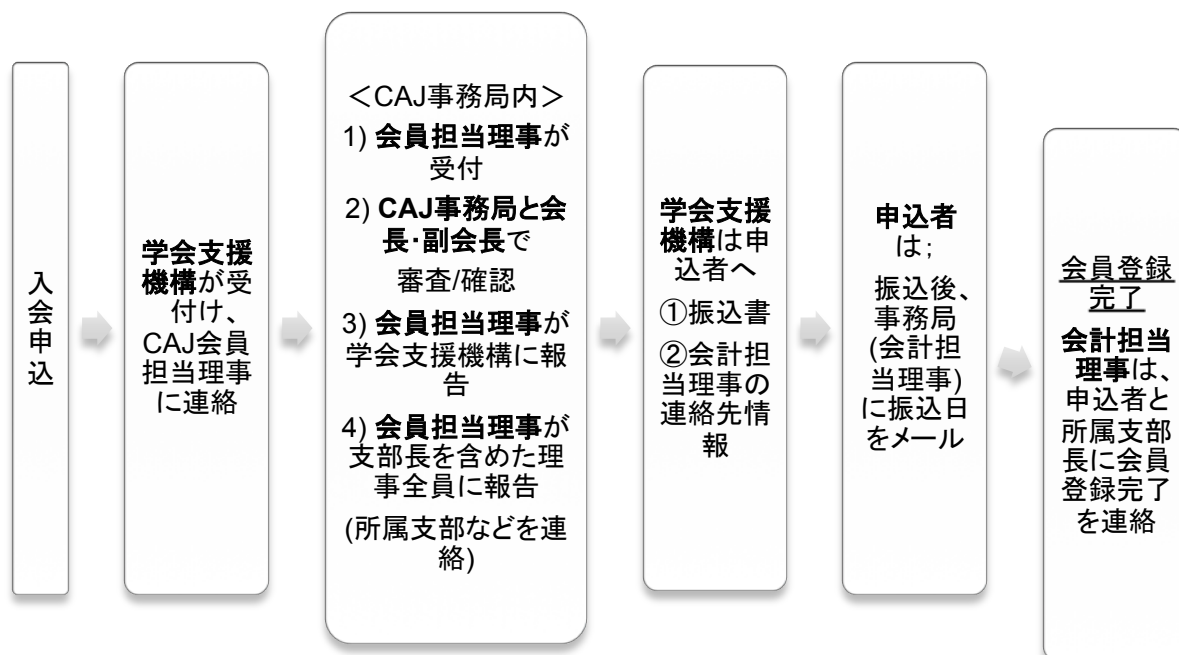 入
会
申
込
学会支援
機構が受
付け、
CAJ会員
担当理事
に連絡
＜CAJ事務局内＞
1) 会員担当理事が
受付
2) CAJ事務局と会
長・副会長で
審査/確認
3) 会員担当理事が
学会支援機構に報
告
4) 会員担当理事が
支部長を含めた理
事全員に報告
(所属支部などを連
絡)
学会支援
機構は申
込者へ
①振込書
②会計担
当理事の
連絡先情
報
申込者
は;
振込後、
事務局
(会計担
当理事)
に振込日
をメール
会員登録
完了
会計担当
理事は、
申込者と
所属支部
長に会員
登録完了
を連絡